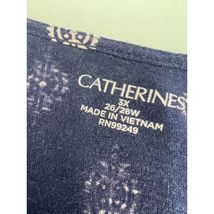 CATHERINES
3X
26/28W
MADE IN VIETNAM
RN99249